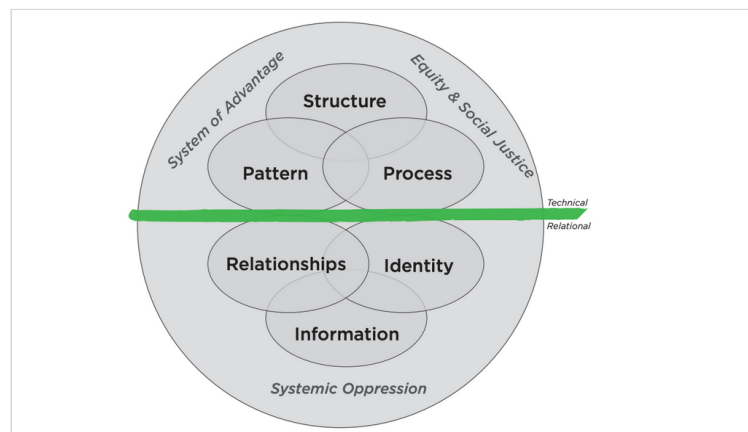 System of Advantage
Equity & Social Justice
Structure
Pattern
Process
Technical
Relational
Relationships
Identity
Information
Systemic Oppression